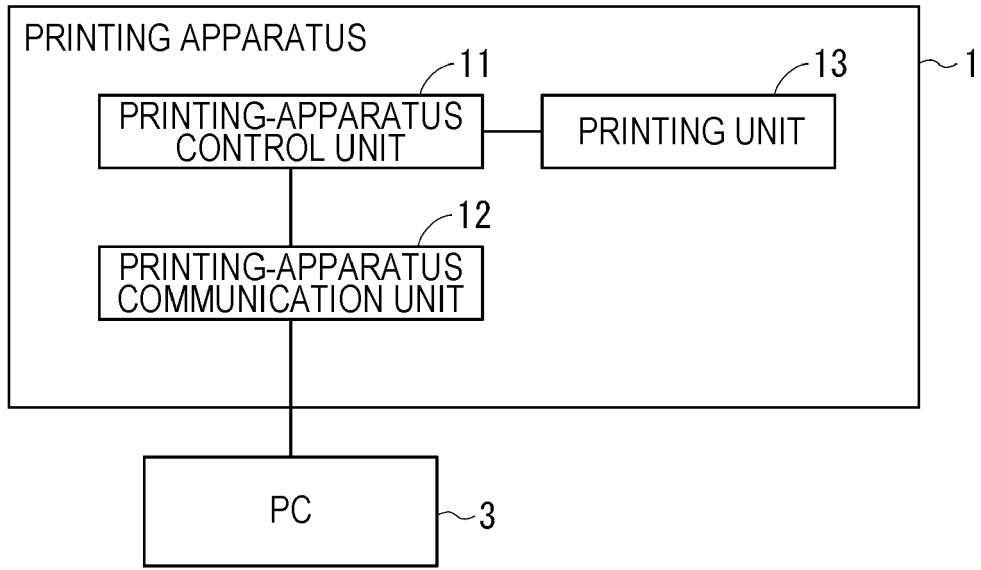 PRINTING APPARATUS
1
11
PRINTING-APPARATUS
CONTROL UNIT
13
PRINTING UNIT
12
PRINTING-APPARATUS
COMMUNICATION UNIT
PC
3